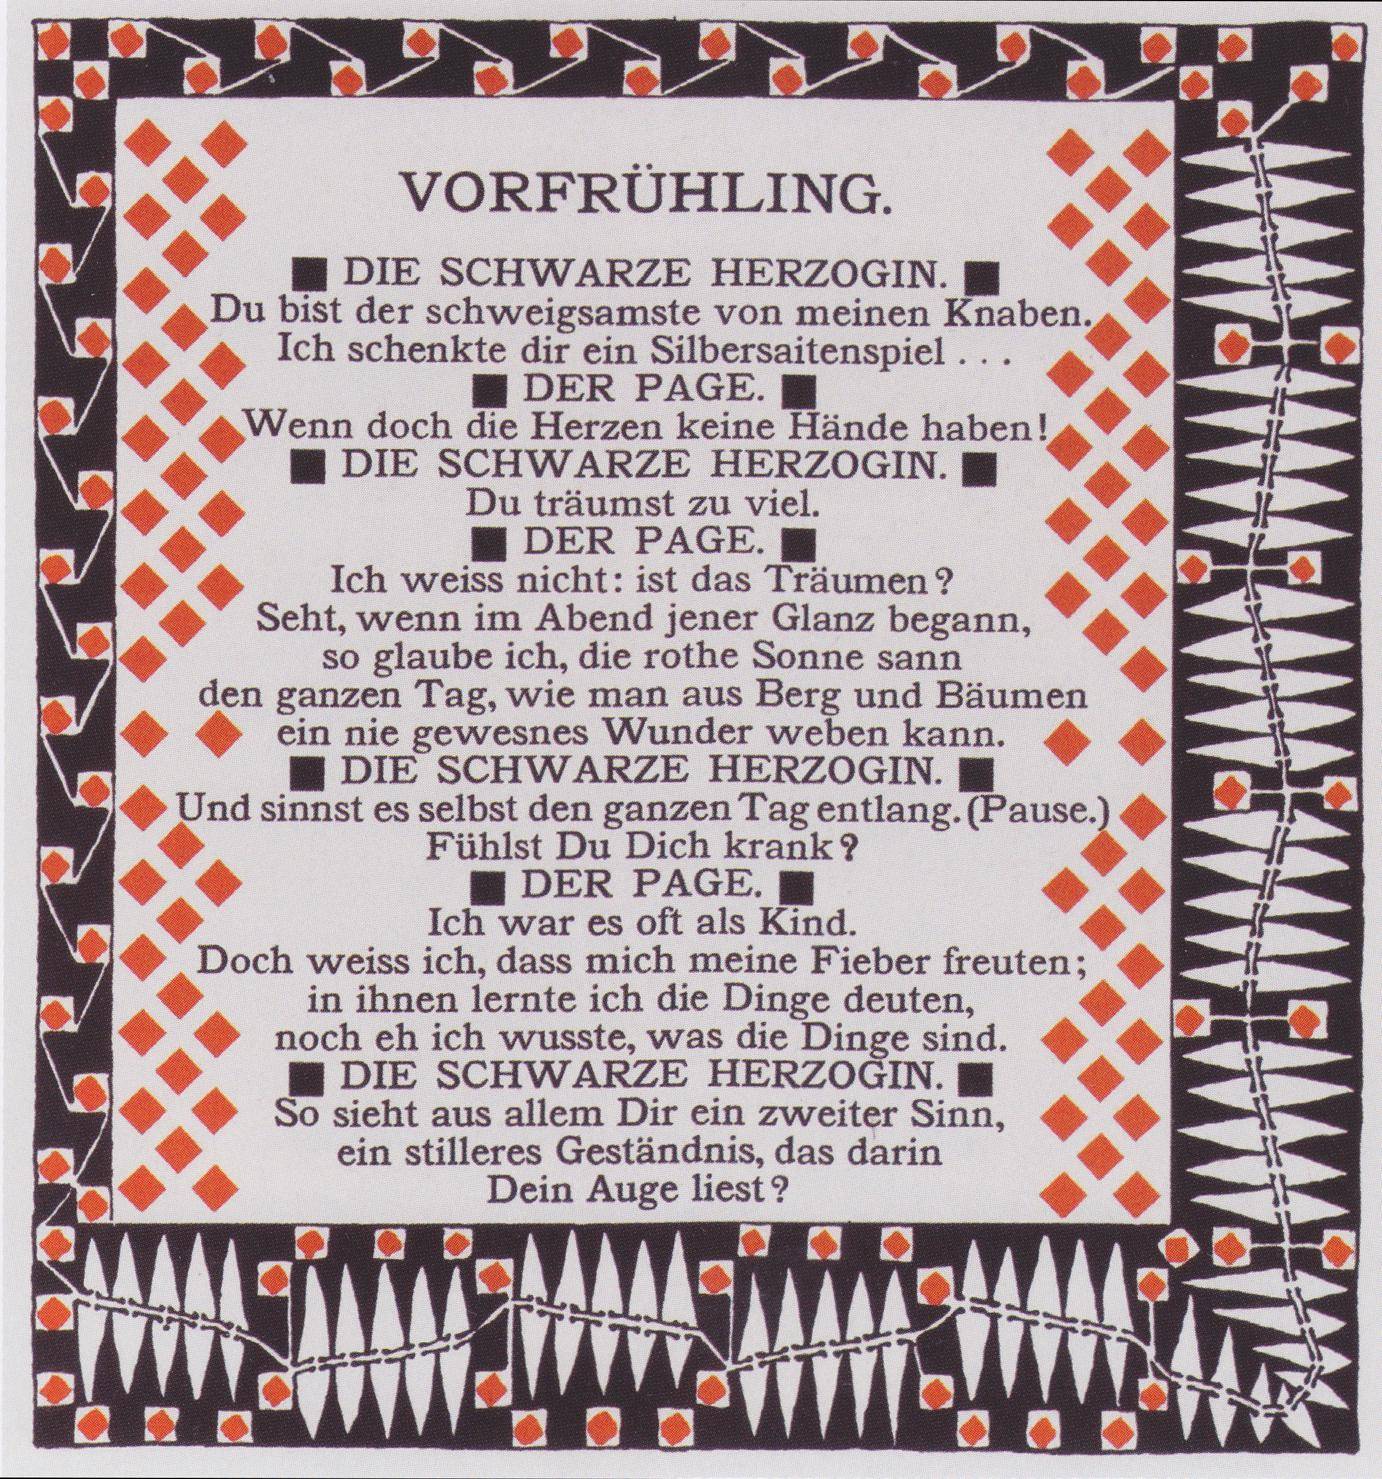 VORFRÜHLING.
DIE SCHWARZE HERZOGIN.
Du bist der schweigsamste von meinen Knaben.
Ich schenkte dir ein Silbersaitenspiel . . .
DER PAGE.
Wenn doch die Herzen keine Hände haben!
DIE SCHWARZE HERZOGIN.
Du träumst zu viel.
DER PAGE.
Ich weiss nicht: ist das Träumen?
Seht, wenn im Abend jener Glanz begann,
so glaube ich, die rothe Sonne sann
den ganzen Tag, wie man aus Berg und Bäumen
ein nie gewesnes Wunder weben kann.
DIE SCHWARZE HERZOGIN.
Und sinnst es selbst den ganzen Tag entlang. (Pause.)
Fühlst Du Dich krank?
DER PAGE.
Ich war es oft als Kind.
Doch weiss ich, dass mich meine Fieber freuten;
in ihnen lernte ich die Dinge deuten,
noch eh ich wusste, was die Dinge sind.
DIE SCHWARZE HERZOGIN.
So sieht aus allem Dir ein zweiter Sinn,
ein stilleres Geständnis, das darin
Dein Auge liest?